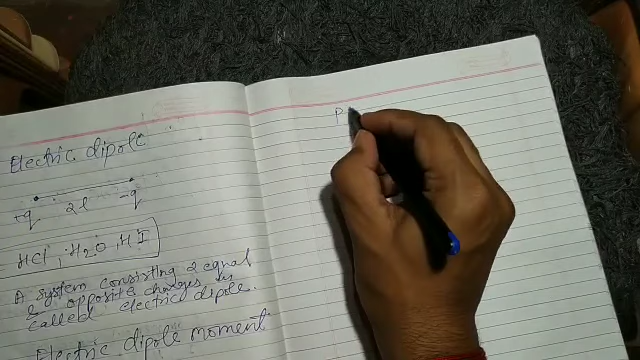 Electric dipole
+q 2l -q
HCl, H2O, HI
A system consisting 2 equal
& opposite charges is
called electric dipole.
Electric dipole moment
P